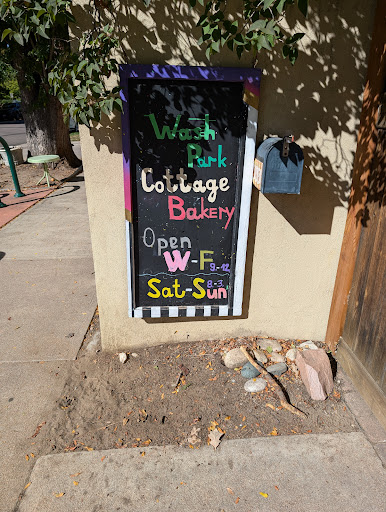 Wash
Park
Cottage
Bakery
Open
W-F 9-12
Sat-Sun 8-3